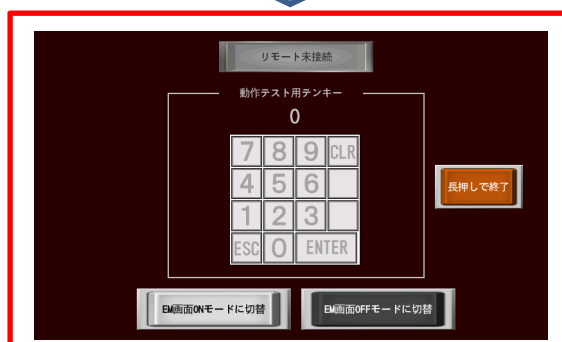 リモート未接続
動作テスト用テンキー
0
7 8 9 CLR
4 5 6
長押しで終了
1 2 3
ESC 0 ENTER
EM画面ONモードに切替
EM画面OFFモードに切替